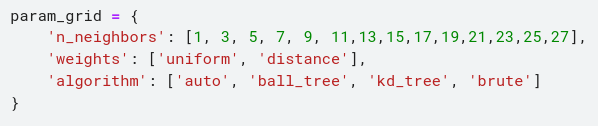 param_grid = {
    'n_neighbors': [1, 3, 5, 7, 9, 11,13,15,17,19,21,23,25,27],
    'weights': ['uniform', 'distance'],
    'algorithm': ['auto', 'ball_tree', 'kd_tree', 'brute']
}